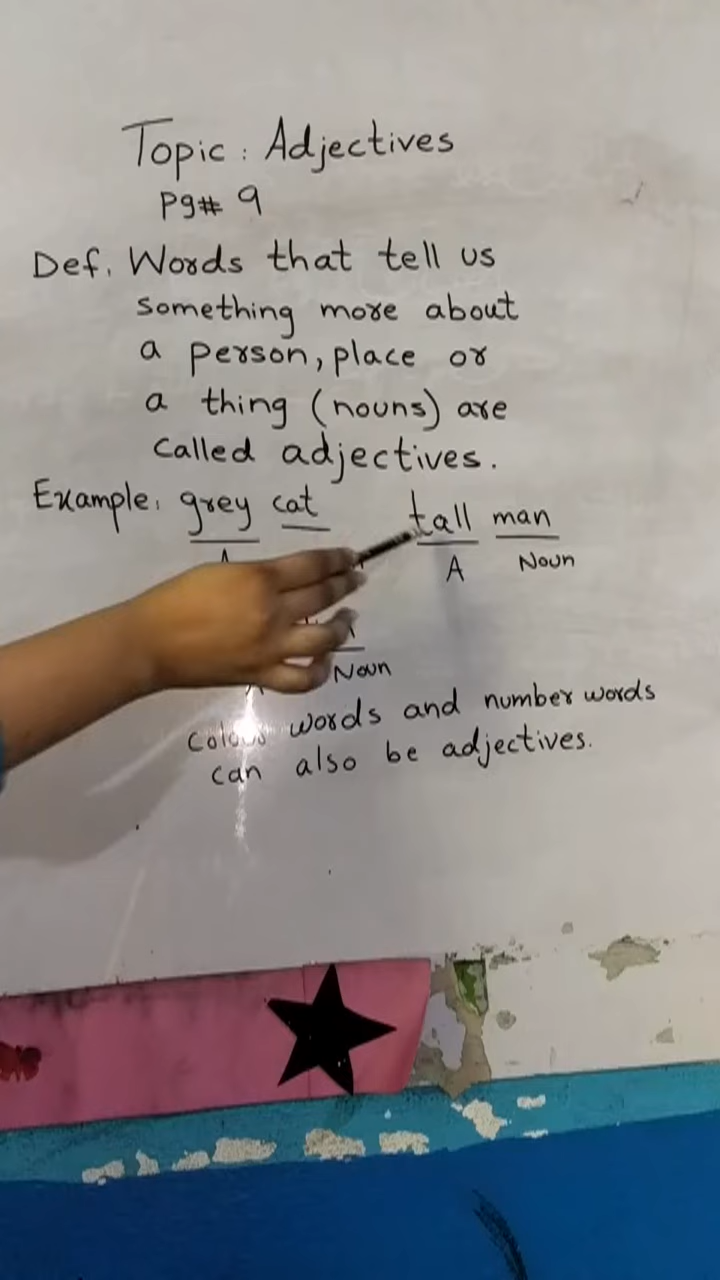 Topic: Adjectives
Pg# 9
Def. Words that tell us
something more about
a person, place or
a thing (nouns) are
called adjectives.
Example: grey cat tall man
A A Noun
Noun
colour words and number words
can also be adjectives.